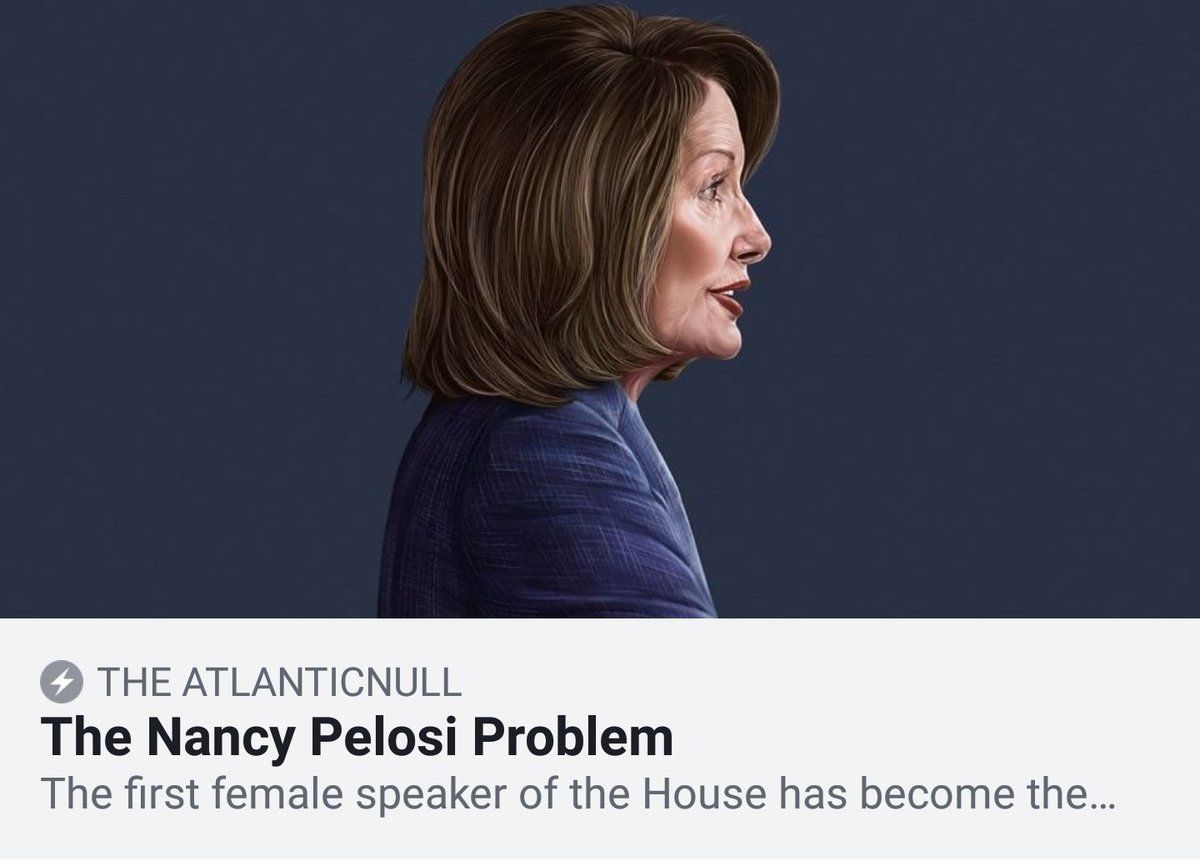 THE ATLANTICNULL
The Nancy Pelosi Problem
The first female speaker of the House has become the...